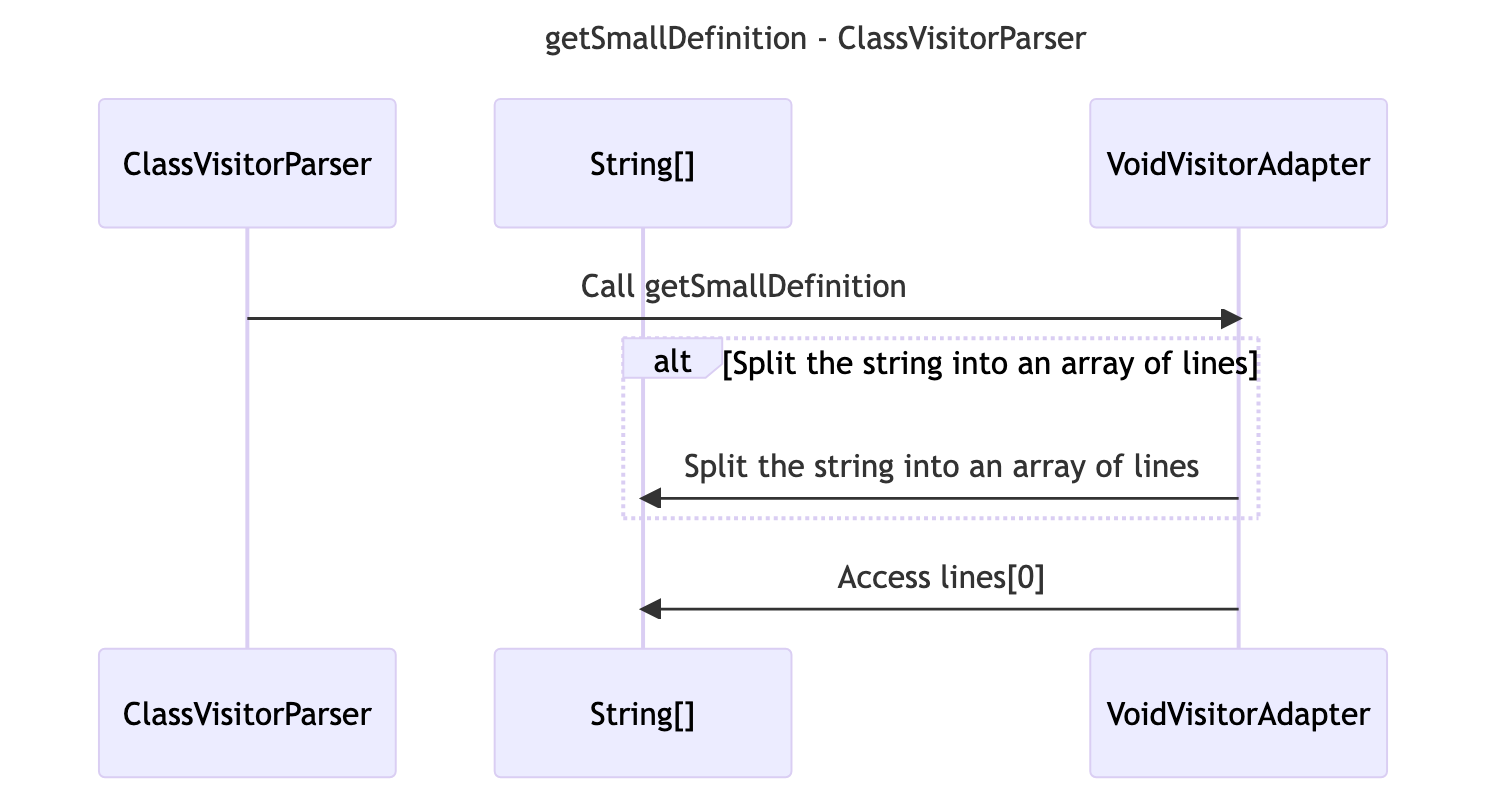 getSmallDefinition - ClassVisitorParser
ClassVisitorParser
String[]
VoidVisitorAdapter
Call getSmallDefinition
alt
[Split the string into an array of lines]
Split the string into an array of lines
Access lines[0]
ClassVisitorParser
String[]
VoidVisitorAdapter